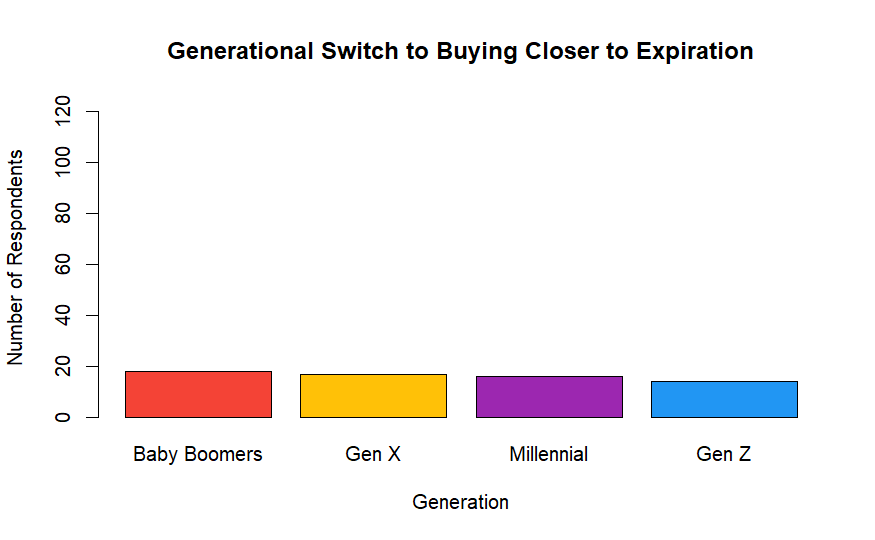 Generational Switch to Buying Closer to Expiration
Number of Respondents
120
100
80
60
40
20
0
Baby Boomers Gen X Millennial Gen Z
Generation